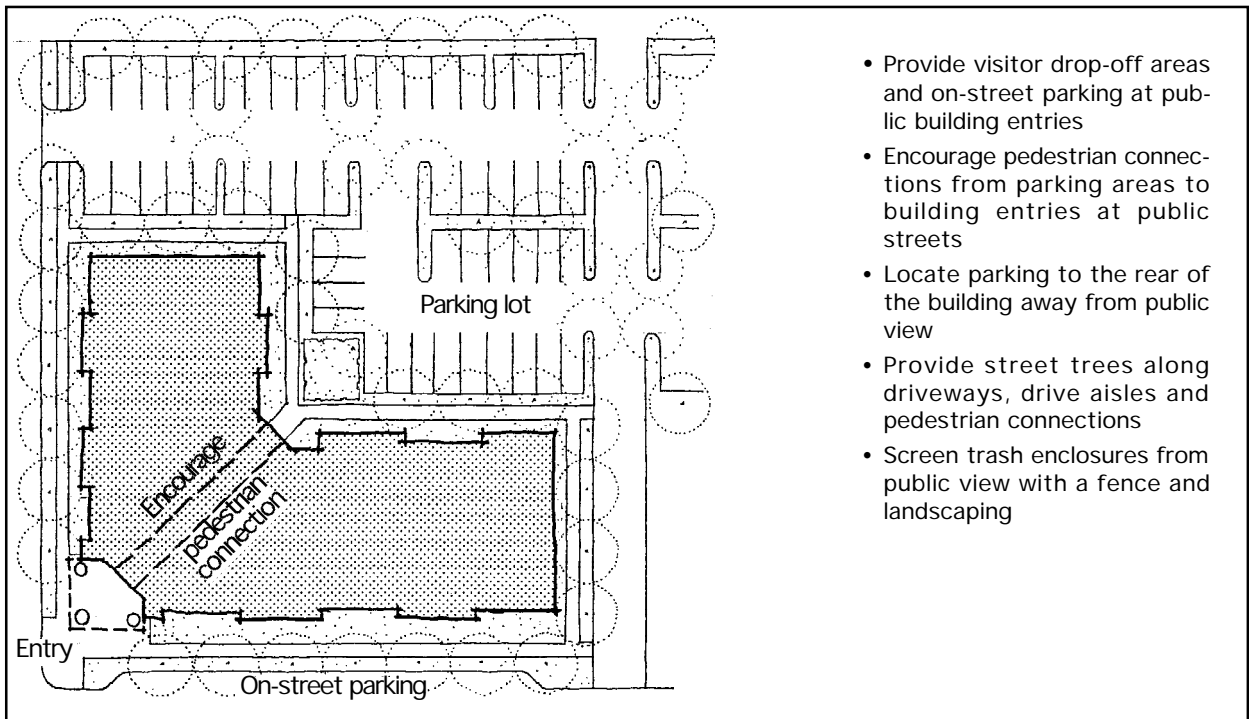 • Provide visitor drop-off areas
and on-street parking at pub-
lic building entries
• Encourage pedestrian connec-
tions from parking areas to
building entries at public
streets
• Locate parking to the rear of
the building away from public
view
• Provide street trees along
driveways, drive aisles and
pedestrian connections
• Screen trash enclosures from
public view with a fence and
landscaping
Parking lot
Encourage
pedestrian
connection
Entry
On-street parking